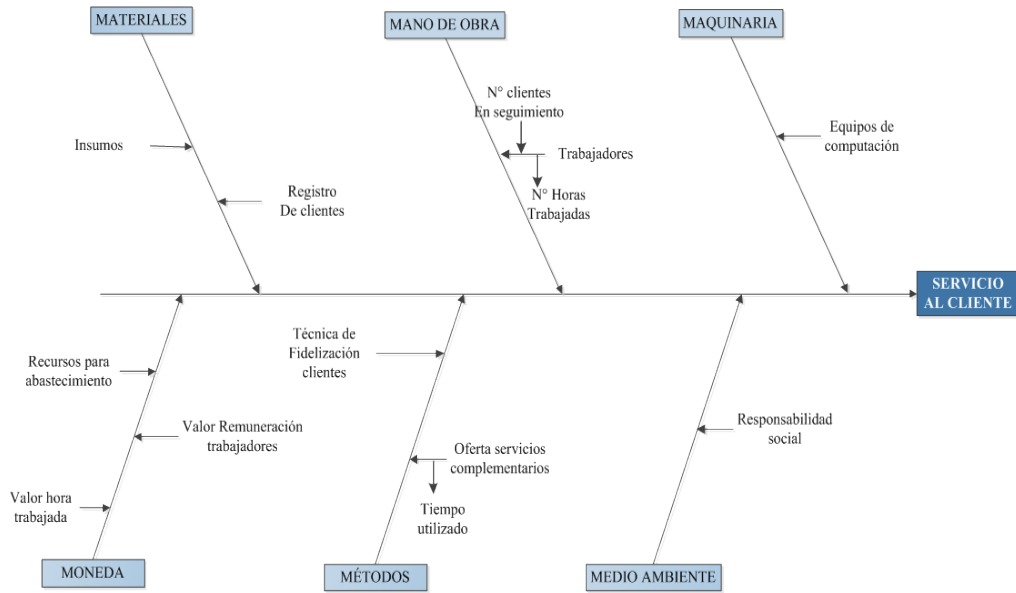 MATERIALES
MANO DE OBRA
MAQUINARIA
N° clientes
En seguimiento
Trabajadores
N° Horas
Trabajadas
Equipos de
computación
Insumos
Registro
De clientes
SERVICIO
AL CLIENTE
Técnica de
Fidelización
clientes
Recursos para
abastecimiento
Valor Remuneración
trabajadores
Valor hora
trabajada
Oferta servicios
complementarios
Tiempo
utilizado
Responsabilidad
social
MONEDA
MÉTODOS
MEDIO AMBIENTE